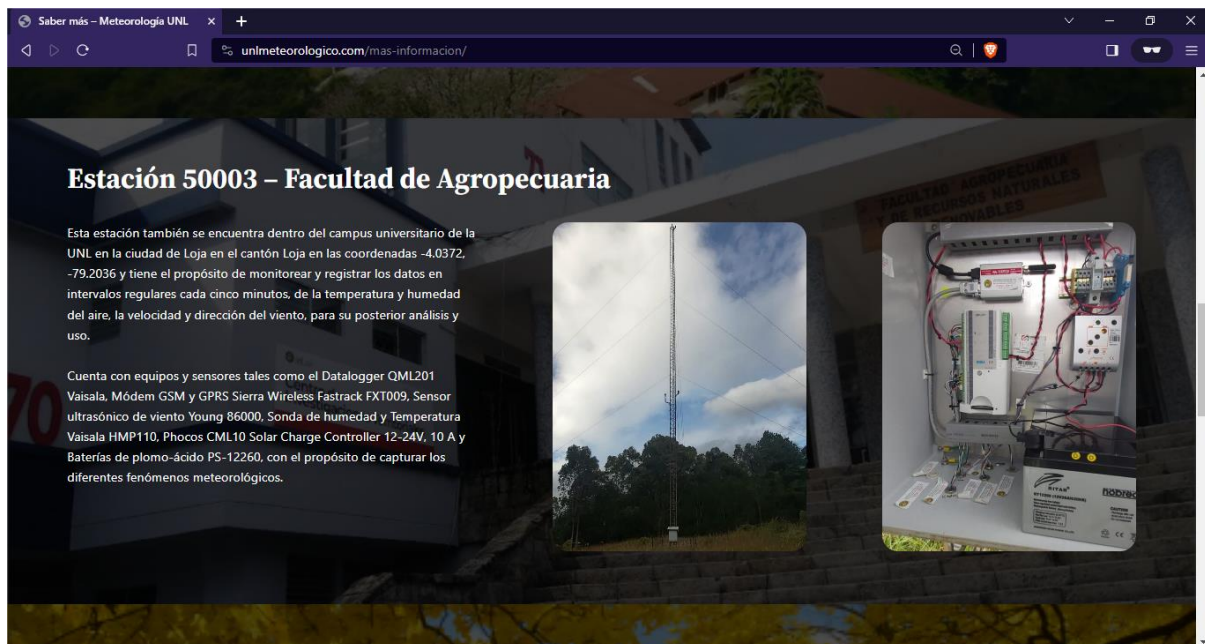 Saber más – Meteorología UNL
unlmeteorologico.com/mas-informacion/
Estación 50003 – Facultad de Agropecuaria
FACULTAD AGROPECUARIA
Y DE RECURSOS NATURALES
RENOVABLES
Esta estación también se encuentra dentro del campus universitario de la
UNL en la ciudad de Loja en el cantón Loja en las coordenadas -4.0372,
-79.2036 y tiene el propósito de monitorear y registrar los datos en
intervalos regulares cada cinco minutos, de la temperatura y humedad
del aire, la velocidad y dirección del viento, para su posterior análisis y
uso.
Cuenta con equipos y sensores tales como el Datalogger QML201
Vaisala, Módem GSM y GPRS Sierra Wireless Fastrack FXT009, Sensor
ultrasónico de viento Young 86000, Sonda de humedad y Temperatura
Vaisala HMP110, Phocos CML10 Solar Charge Controller 12-24V, 10 A y
Baterías de plomo-ácido PS-12260, con el propósito de capturar los
diferentes fenómenos meteorológicos.
70
RITAR
CAUTION